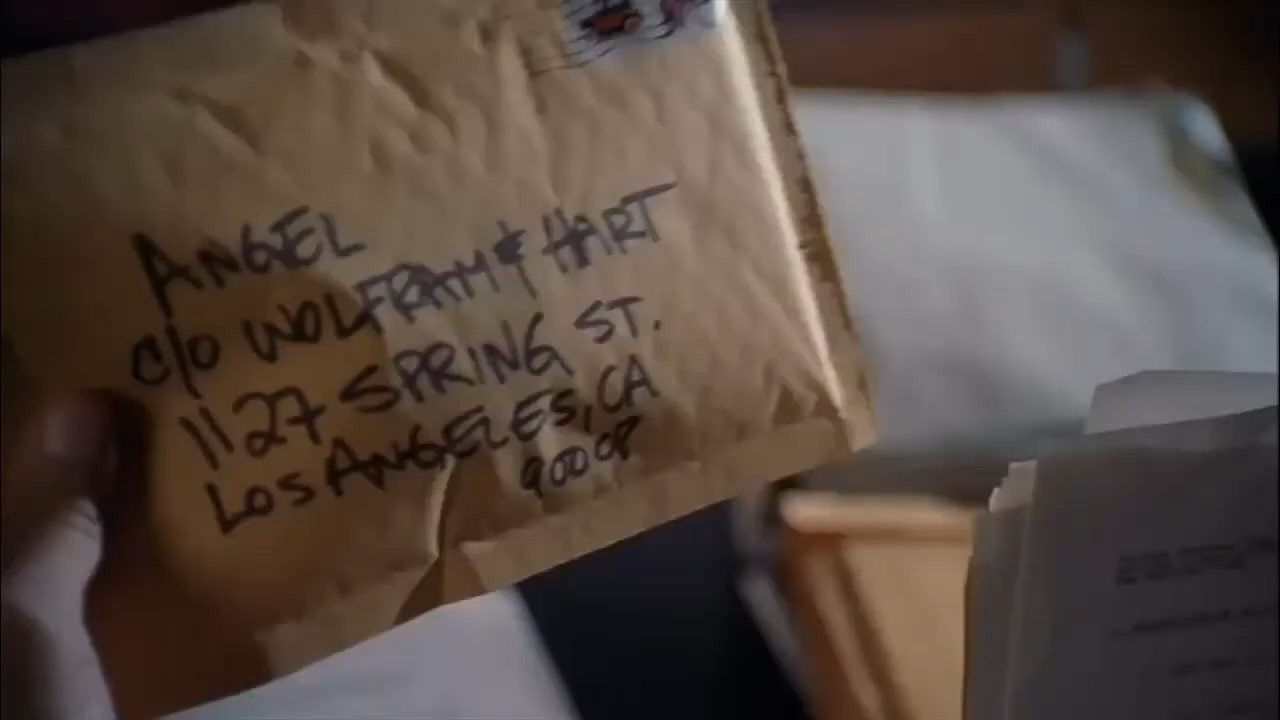 ANGEL
c/o WOLFRAM & HART
1127 SPRING ST.
LOS ANGELES, CA